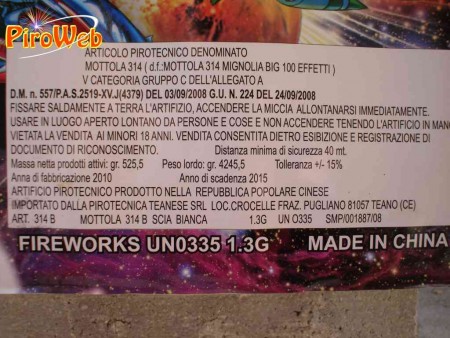 PiroWeb
ARTICOLO PIROTECNICO DENOMINATO
MOTTOLA 314 ( d.f.:MOTTOLA 314 MIGNOLIA BIG 100 EFFETTI )
V CATEGORIA GRUPPO C DELL'ALLEGATO A
D.M. n. 557/P.A.S.2519-XV.J(4379) DEL 03/09/2008 G.U. N. 224 DEL 24/09/2008
FISSARE SALDAMENTE A TERRA L'ARTIFIZIO, ACCENDERE LA MICCIA ALLONTANARSI IMMEDIATAMENTE.
USARE IN LUOGO APERTO LONTANO DA PERSONE E COSE E NON ACCENDERE TENENDO L'ARTIFICIO IN MANO
VIETATA LA VENDITA AI MINORI 18 ANNI. VENDITA CONSENTITA DIETRO ESIBIZIONE E REGISTRAZIONE DI
DOCUMENTO DI RICONOSCIMENTO. Distanza minima di sicurezza 40 mt.
Massa netta prodotti attivi: gr. 525,5 Peso lordo: gr. 4245,5 Tolleranza +/- 15%
Anna di fabbricazione 2010 Anno di scadenza 2015
ARTIFICIO PIROTECNICO PRODOTTO NELLA REPUBBLICA POPOLARE CINESE
IMPORTATO DALLA PIROTECNICA TEANESE SRL LOC.CROCELLE FRAZ. PUGLIANO 81057 TEANO (CE)
ART. 314 B MOTTOLA 314 B SCIA BIANCA 1.3G UN O335 SMP/001887/08
FIREWORKS UN0335 1.3G MADE IN CHINA